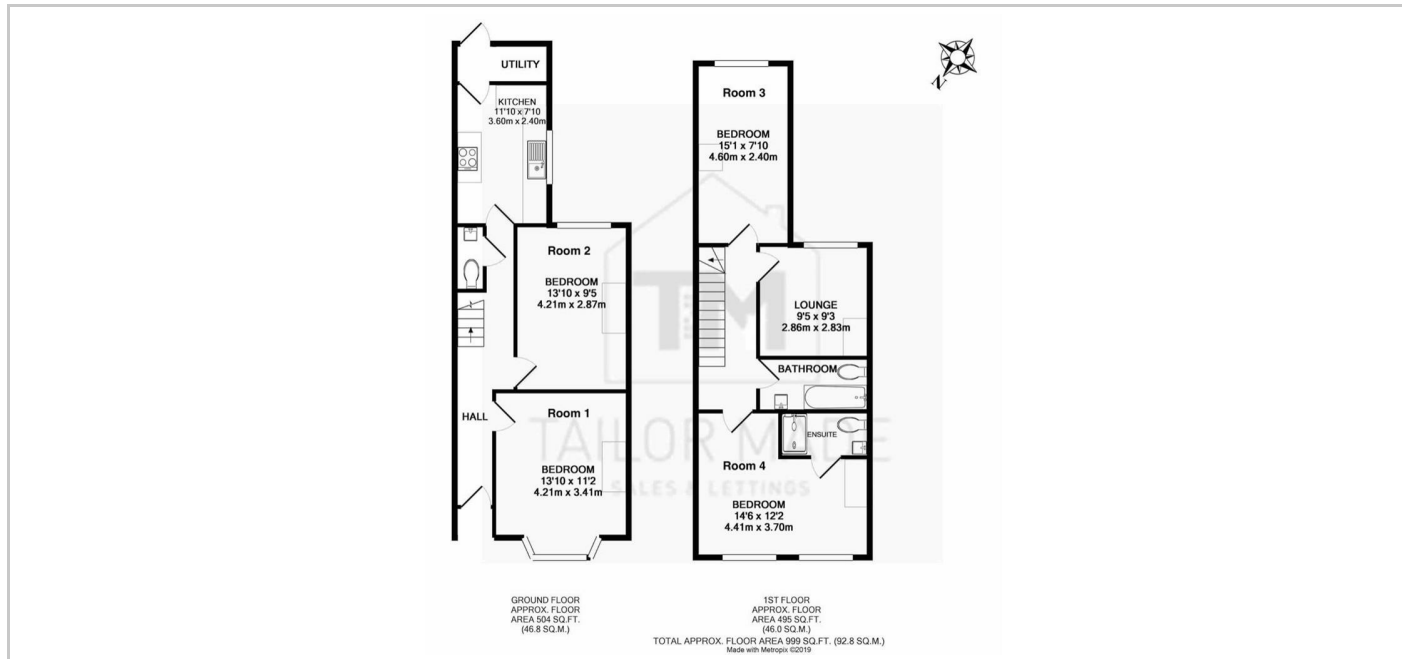 UTILITY
KITCHEN
11'10 x 7'10
3.60m x 2.40m
Room 2
BEDROOM
13'10 x 9'5
4.21m x 2.87m
HALL
Room 1
BEDROOM
13'10 x 11'2
4.21m x 3.41m
GROUND FLOOR
APPROX. FLOOR
AREA 504 SQ.FT.
(46.8 SQ.M.)
N
Room 3
BEDROOM
15'1 x 7'10
4.60m x 2.40m
LOUNGE
9'5 x 9'3
2.86m x 2.83m
BATHROOM
ENSUITE
Room 4
BEDROOM
14'6 x 12'2
4.41m x 3.70m
1ST FLOOR
APPROX. FLOOR
AREA 495 SQ.FT.
(46.0 SQ.M.)
TM
TAILOR MADE
SALES & LETTINGS
TOTAL APPROX. FLOOR AREA 999 SQ.FT. (92.8 SQ.M.)
Made with Metropix ©2019